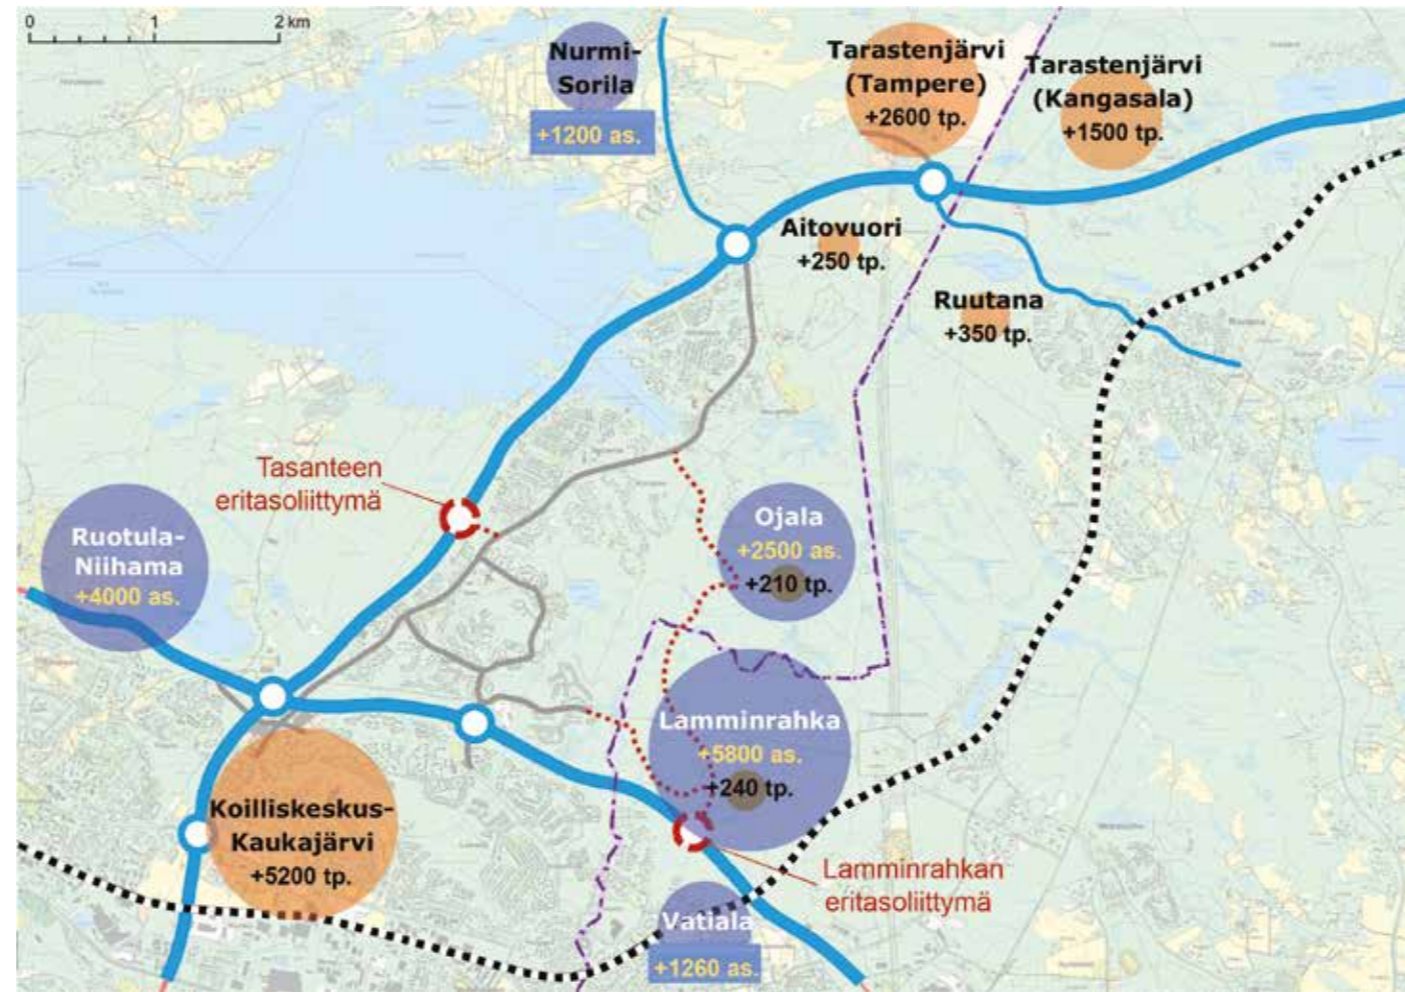 0 1 2 km
Nurmi-
Sorila
+1200 as.
Tarastenjärvi
(Tampere)
+2600 tp.
Tarastenjärvi
(Kangasala)
+1500 tp.
Aitovuori
+250 tp.
Ruutana
+350 tp.
Tasanteen
eritasoliittymä
Ruotula-
Niihama
+4000 as.
Ojala
+2500 as.
+210 tp.
Lamminrahka
+5800 as.
+240 tp.
Koilliskeskus-
Kaukajärvi
+5200 tp.
Lamminrahkan
eritasoliittymä
Vatiala
+1260 as.